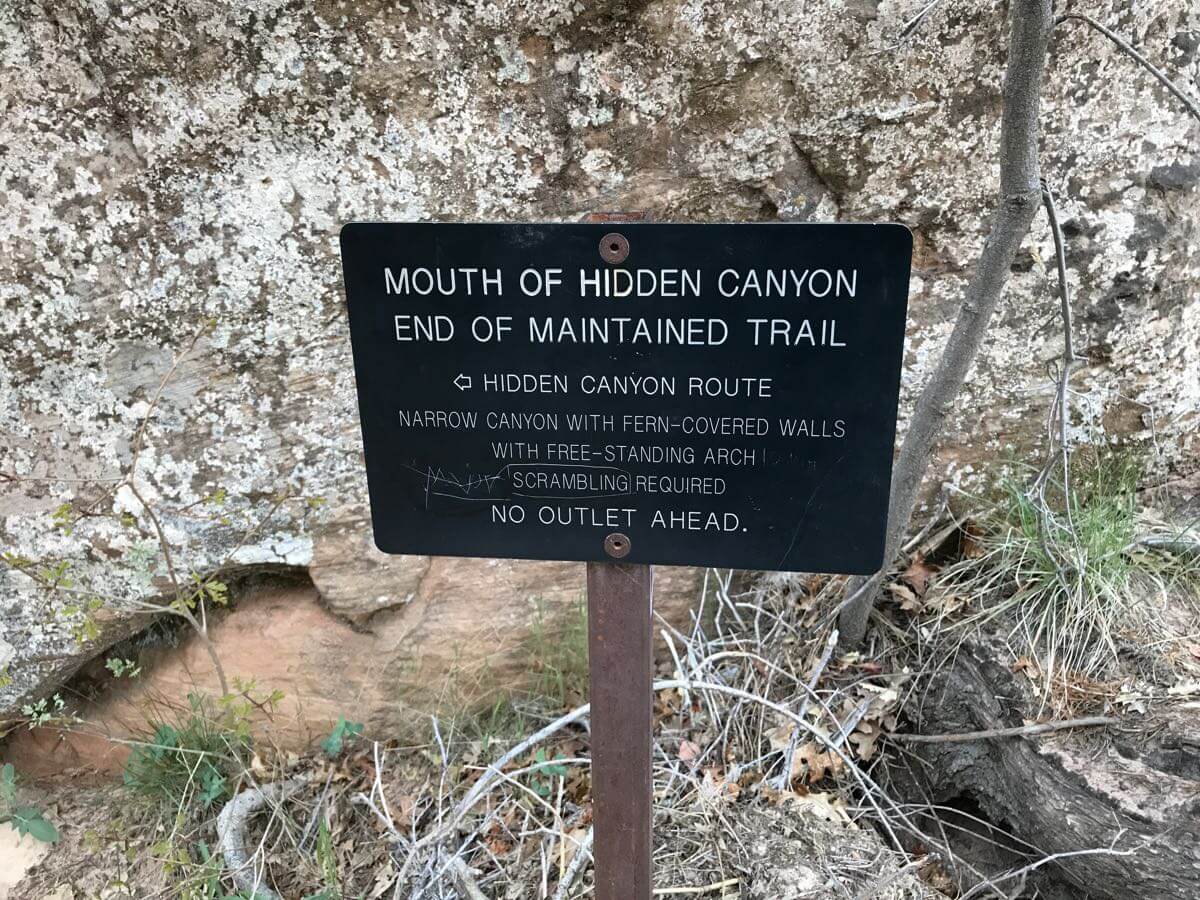 MOUTH OF HIDDEN CANYON
END OF MAINTAINED TRAIL
⇦ HIDDEN CANYON ROUTE
NARROW CANYON WITH FERN-COVERED WALLS
WITH FREE-STANDING ARCH
SCRAMBLING REQUIRED
NO OUTLET AHEAD.